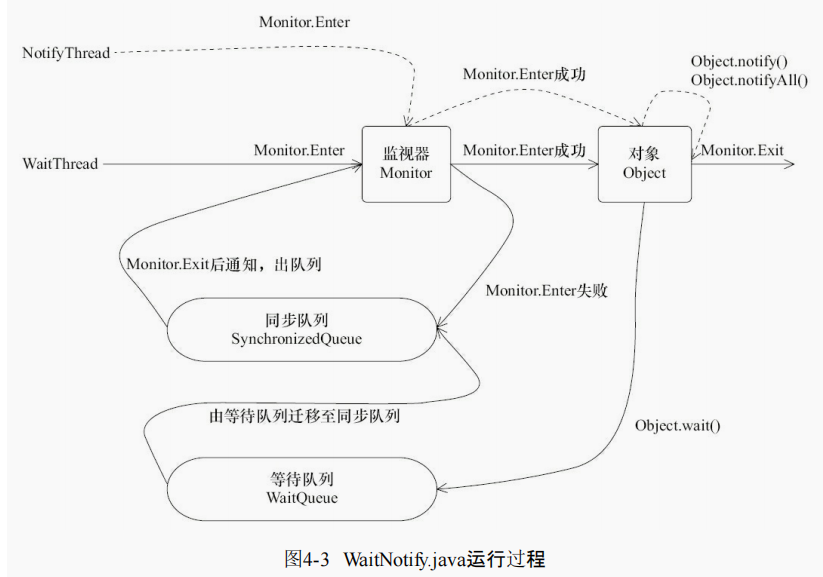 Monitor.Enter
NotifyThread
Monitor.Enter成功
Object.notify()
Object.notifyAll()
WaitThread
Monitor.Enter
监视器
Monitor
Monitor.Enter成功
对象
Object
Monitor.Exit
Monitor.Exit后通知，出队列
Monitor.Enter失败
同步队列
SynchronizedQueue
由等待队列迁移至同步队列
Object.wait()
等待队列
WaitQueue
图4-3 WaitNotify.java运行过程